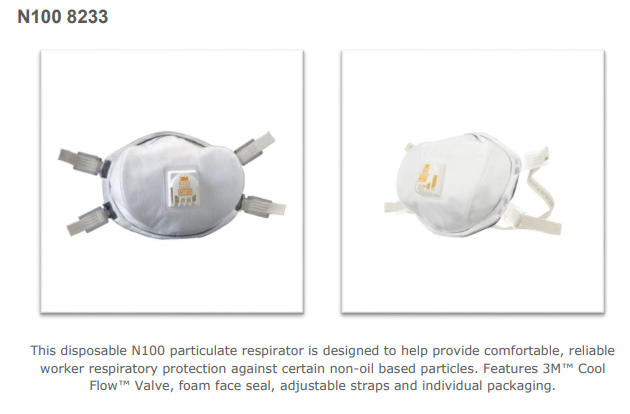 N100 8233
3M
This disposable N100 particulate respirator is designed to help provide comfortable, reliable
worker respiratory protection against certain non-oil based particles. Features 3M™ Cool
Flow™ Valve, foam face seal, adjustable straps and individual packaging.